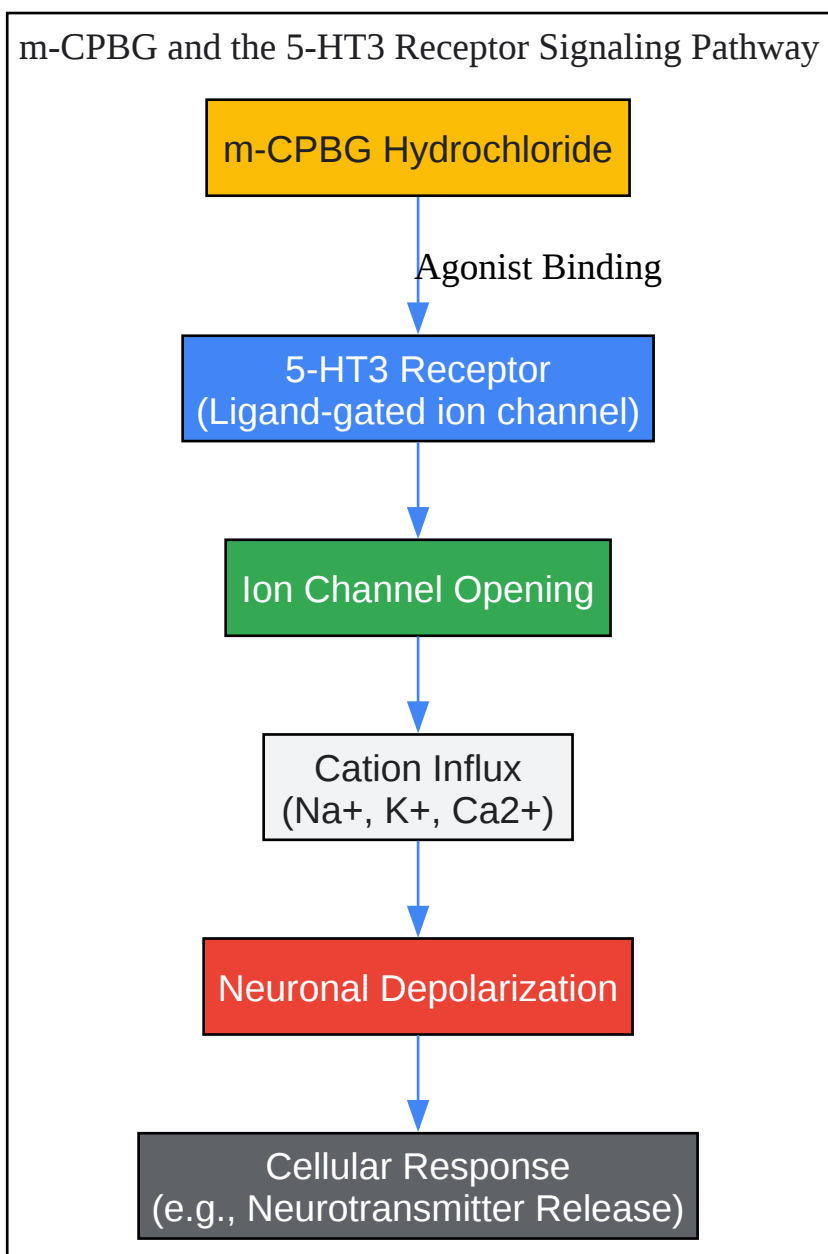 m-CPBG and the 5-HT3 Receptor Signaling Pathway
m-CPBG Hydrochloride
Agonist Binding
5-HT3 Receptor
(Ligand-gated ion channel)
Ion Channel Opening
Cation Influx
(Na+, K+, Ca2+)
Neuronal Depolarization
Cellular Response
(e.g., Neurotransmitter Release)